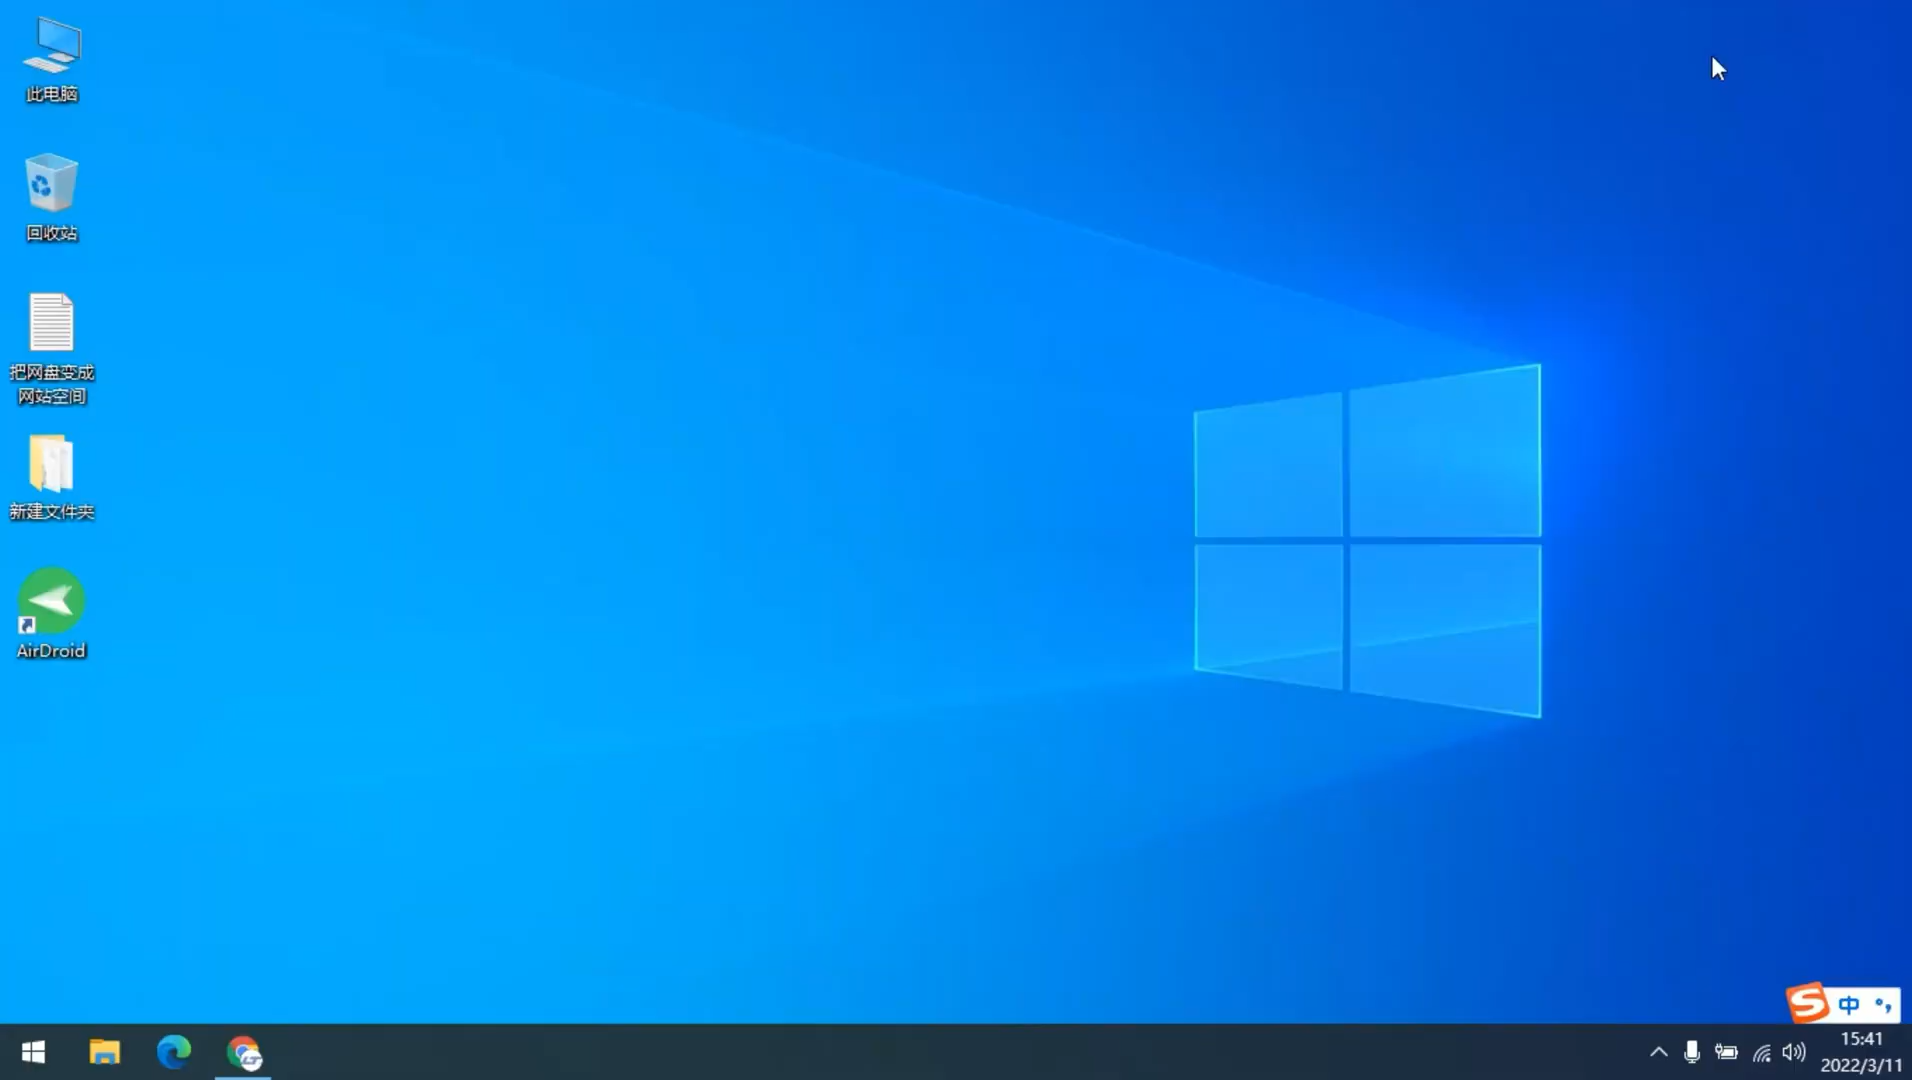 此电脑
回收站
把网盘变成
网站空间
新建文件夹
AirDroid
中 °,
15:41
2022/3/11